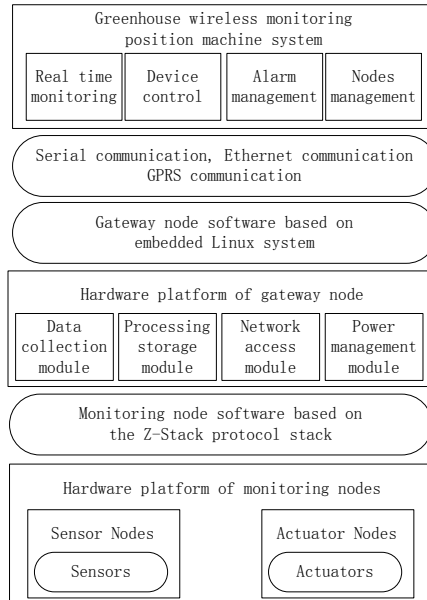 Greenhouse wireless monitoring
position machine system
Real time
monitoring
Device
control
Alarm
management
Nodes
management
Serial communication, Ethernet communication
GPRS communication
Gateway node software based on
embedded Linux system
Hardware platform of gateway node
Data
collection
module
Processing
storage
module
Network
access
module
Power
management
module
Monitoring node software based on
the Z-Stack protocol stack
Hardware platform of monitoring nodes
Sensor Nodes
Sensors
Actuator Nodes
Actuators